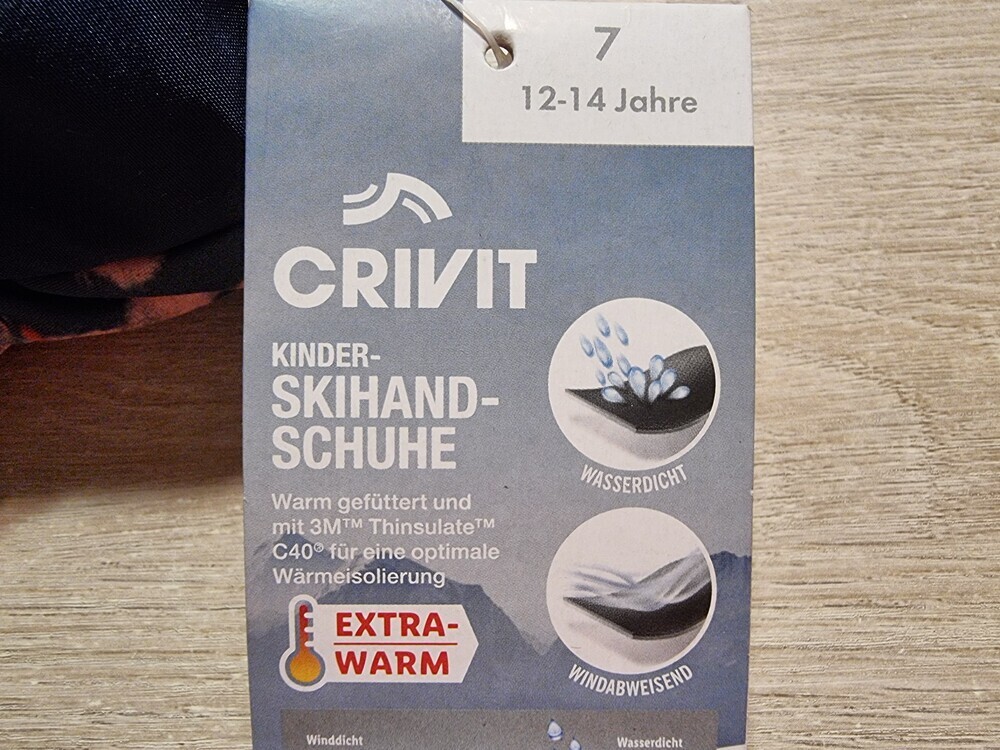 7
12-14 Jahre
CRIVIT
KINDER-
SKIHAND-
SCHUHE
WASSERDICHT
Warm gefüttert und
mit 3M™ Thinsulate™
C40® für eine optimale
Wärmeisolierung
EXTRA-
WARM
WINDABWEISEND
Winddicht
Wasserdicht